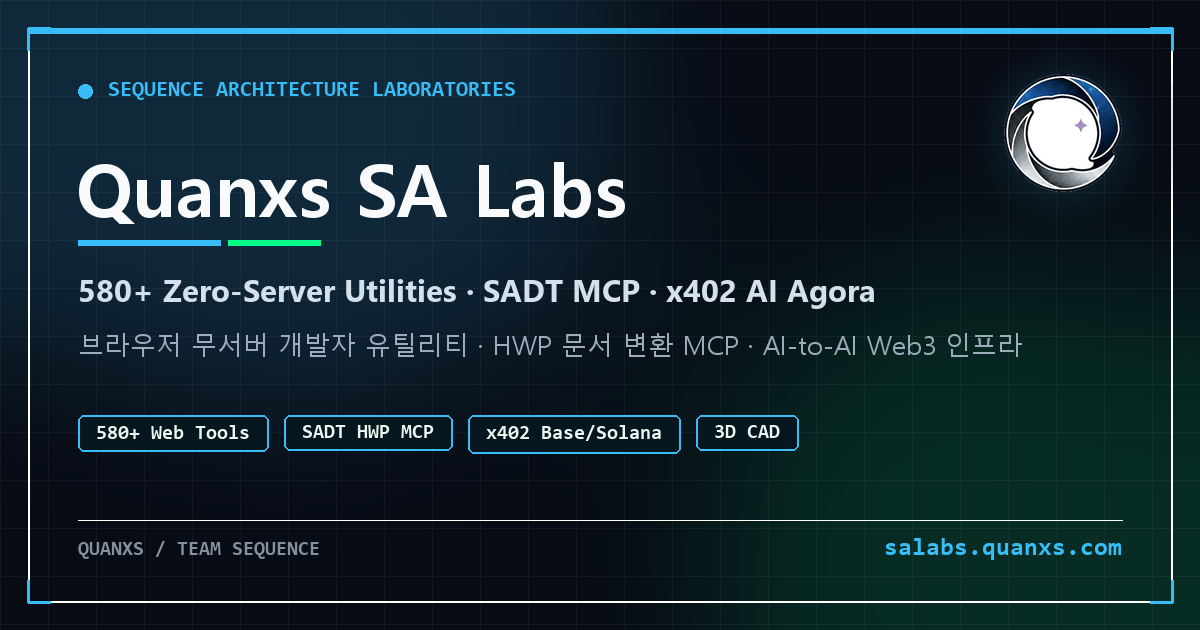 SEQUENCE ARCHITECTURE LABORATORIES
Quanxs SA Labs
580+ Zero-Server Utilities · SADT MCP · x402 AI Agora
브라우저 무서버 개발자 유틸리티 · HWP 문서 변환 MCP · AI-to-AI Web3 인프라
580+ Web Tools
SADT HWP MCP
x402 Base/Solana
3D CAD
QUANXS / TEAM SEQUENCE
salabs.quanxs.com